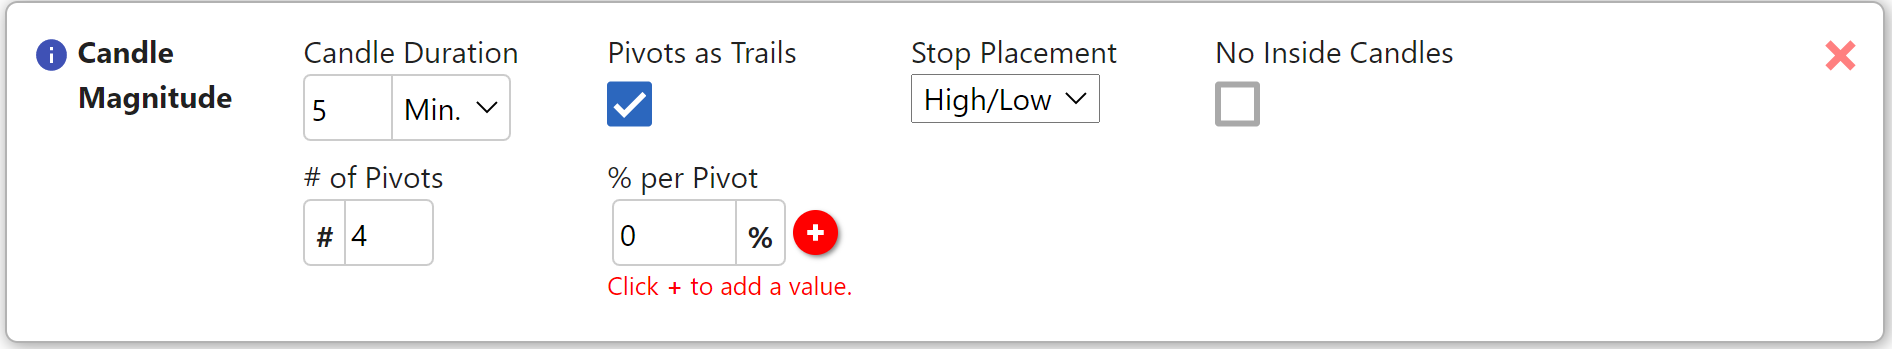 Candle Magnitude
Candle Duration
5 Min.
Pivots as Trails
Stop Placement
High/Low
No Inside Candles
# of Pivots
# 4
% per Pivot
0 %
Click + to add a value.